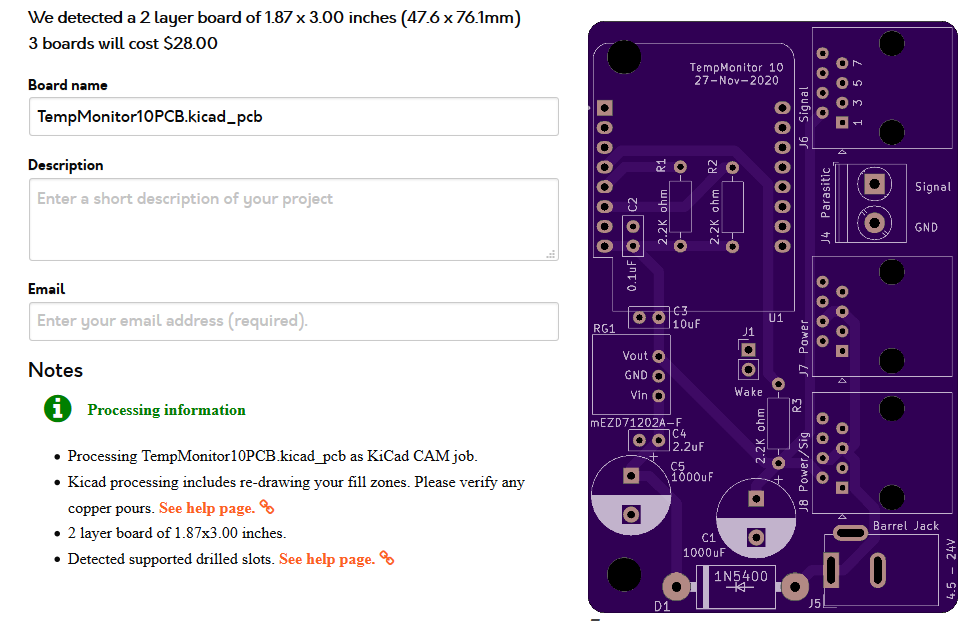 We detected a 2 layer board of 1.87 x 3.00 inches (47.6 x 76.1mm)
3 boards will cost $28.00
Board name
TempMonitor10PCB.kicad_pcb
Description
Enter a short description of your project
Email
Enter your email address (required).
Notes
Processing information
Processing TempMonitor10PCB.kicad_pcb as KiCad CAM job.
Kicad processing includes re-drawing your fill zones. Please verify any
copper pours. See help page.
2 layer board of 1.87x3.00 inches.
Detected supported drilled slots. See help page.
TempMonitor 10
27-Nov-2020
J6 Signal
1 3 5 7
R1
R2
2.2K ohm
2.2K ohm
C2
0.1uF
J4 Parasitic
Signal
GND
C3
10uF
U1
RG1
Vout
GND
Vin
mEZD71202A-F
J1
Wake
J7 Power
R3
2.2K ohm
C4
2.2uF
C5
1000uF
C1
1000uF
J8 Power/Sig
Barrel Jack
J5
4.5 - 24V
1N5400
D1